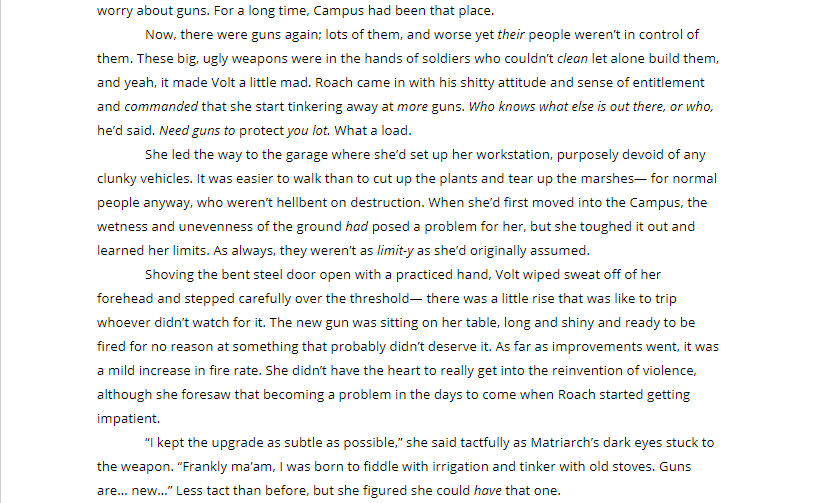 worry about guns. For a long time, Campus had been that place.
Now, there were guns again; lots of them, and worse yet their people weren’t in control of
them. These big, ugly weapons were in the hands of soldiers who couldn’t clean let alone build them,
and yeah, it made Volt a little mad. Roach came in with his shitty attitude and sense of entitlement
and commanded that she start tinkering away at more guns. Who knows what else is out there, or who,
he’d said. Need guns to protect you lot. What a load.
She led the way to the garage where she’d set up her workstation, purposely devoid of any
clunky vehicles. It was easier to walk than to cut up the plants and tear up the marshes— for normal
people anyway, who weren’t hellbent on destruction. When she’d first moved into the Campus, the
wetness and unevenness of the ground had posed a problem for her, but she toughed it out and
learned her limits. As always, they weren’t as limit-y as she’d originally assumed.
Shoving the bent steel door open with a practiced hand, Volt wiped sweat off of her
forehead and stepped carefully over the threshold— there was a little rise that was like to trip
whoever didn’t watch for it. The new gun was sitting on her table, long and shiny and ready to be
fired for no reason at something that probably didn’t deserve it. As far as improvements went, it was
a mild increase in fire rate. She didn’t have the heart to really get into the reinvention of violence,
although she foresaw that becoming a problem in the days to come when Roach started getting
impatient.
“I kept the upgrade as subtle as possible,” she said tactfully as Matriarch’s dark eyes stuck to
the weapon. “Frankly ma’am, I was born to fiddle with irrigation and tinker with old stoves. Guns
are… new…” Less tact than before, but she figured she could have that one.